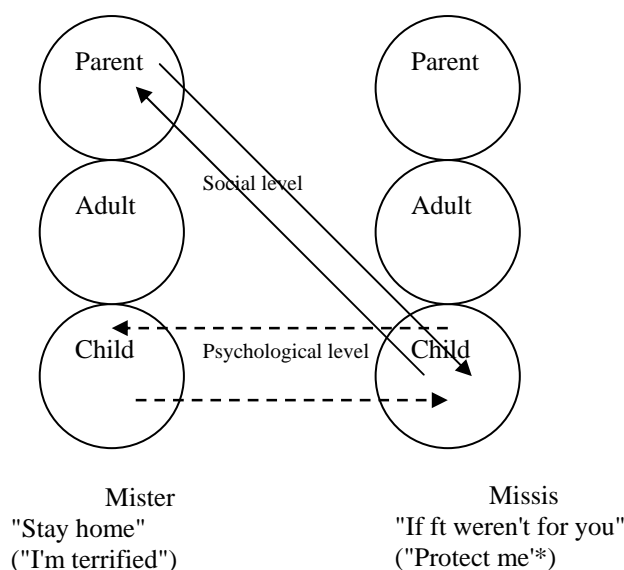 Parent Parent
Social level
Adult Adult
Child Psychological level Child
Mister Missis
"Stay home" "If ft weren't for you"
("I'm terrified") ("Protect me'*)